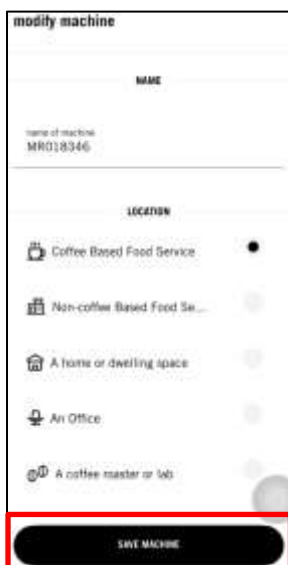 modify machine
NAME
name of machine
MR018346
LOCATION
Coffee Based Food Service
Non-coffee Based Food Se...
A home or dwelling space
An Office
A coffee roaster or lab
SAVE MACHINE